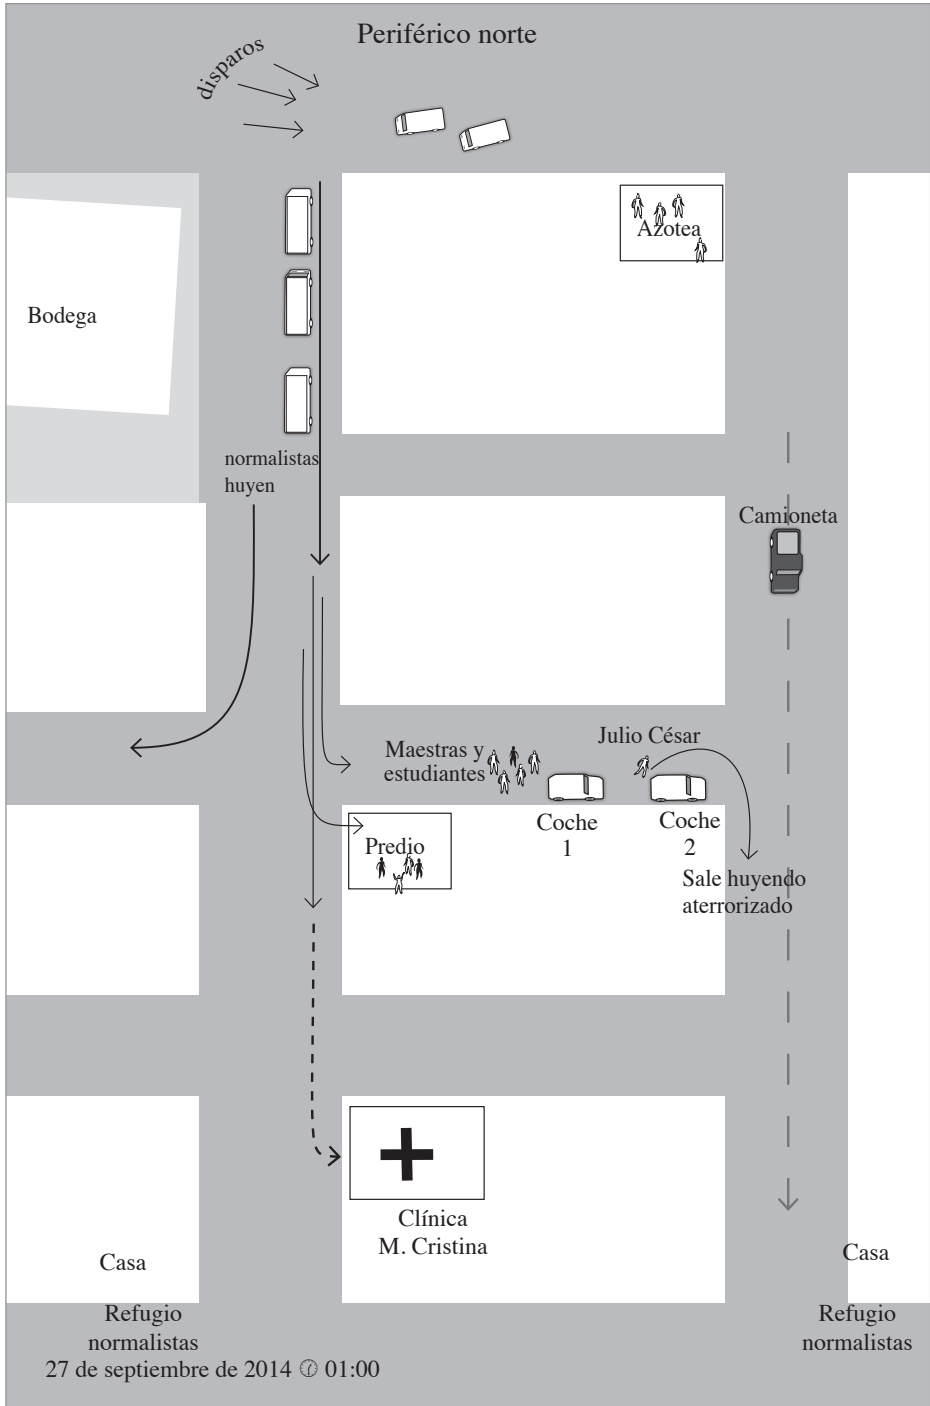 Periférico norte
disparos
Azotea
Bodega
normalistas
huyen
Camioneta
Julio César
Maestras y
estudiantes
Coche
1
Coche
2
Predio
Sale huyendo
aterrorizado
Clínica
M. Cristina
Casa
Casa
Refugio
normalistas
Refugio
normalistas
27 de septiembre de 2014 01:00